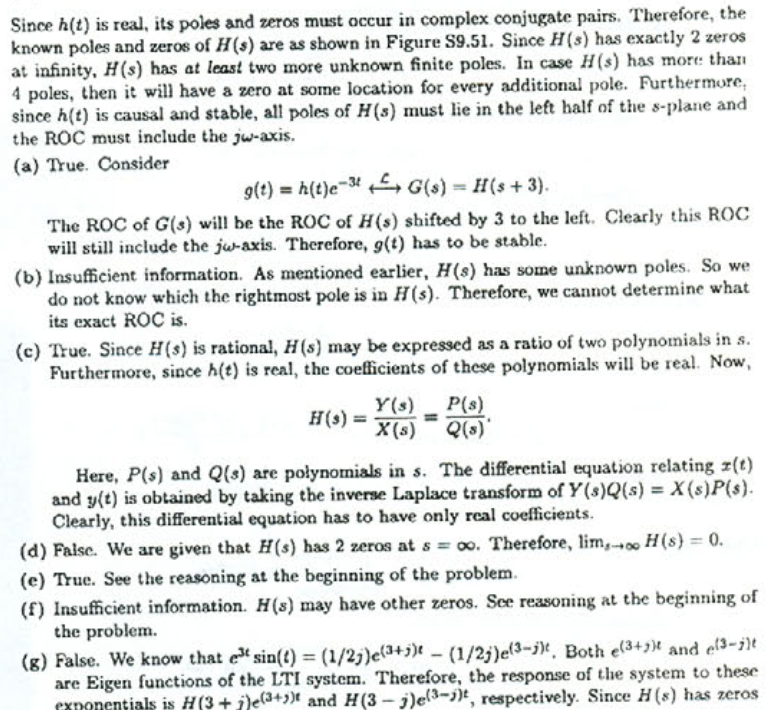 Since h(t) is real, its poles and zeros must occur in complex conjugate pairs. Therefore, the
known poles and zeros of H(s) are as shown in Figure S9.51. Since H(s) has exactly 2 zeros
at infinity, H(s) has at least two more unknown finite poles. In case H(s) has more than
4 poles, then it will have a zero at some location for every additional pole. Furthermore,
since h(t) is causal and stable, all poles of H(s) must lie in the left half of the s-plane and
the ROC must include the jω-axis.
(a) True. Consider
g(t) = h(t)e^{-3t} ⟷^{ℒ} G(s) = H(s + 3).
The ROC of G(s) will be the ROC of H(s) shifted by 3 to the left. Clearly this ROC
will still include the jω-axis. Therefore, g(t) has to be stable.
(b) Insufficient information. As mentioned earlier, H(s) has some unknown poles. So we
do not know which the rightmost pole is in H(s). Therefore, we cannot determine what
its exact ROC is.
(c) True. Since H(s) is rational, H(s) may be expressed as a ratio of two polynomials in s.
Furthermore, since h(t) is real, the coefficients of these polynomials will be real. Now,
H(s) = Y(s)/X(s) = P(s)/Q(s).
Here, P(s) and Q(s) are polynomials in s. The differential equation relating x(t)
and y(t) is obtained by taking the inverse Laplace transform of Y(s)Q(s) = X(s)P(s).
Clearly, this differential equation has to have only real coefficients.
(d) False. We are given that H(s) has 2 zeros at s = ∞. Therefore, lim_{s→∞} H(s) = 0.
(e) True. See the reasoning at the beginning of the problem.
(f) Insufficient information. H(s) may have other zeros. See reasoning at the beginning of
the problem.
(g) False. We know that e^{3t} sin(t) = (1/2j)e^{(3+j)t} − (1/2j)e^{(3−j)t}. Both e^{(3+j)t} and e^{(3−j)t}
are Eigen functions of the LTI system. Therefore, the response of the system to these
exponentials is H(3 + j)e^{(3+j)t} and H(3 − j)e^{(3−j)t}, respectively. Since H(s) has zeros